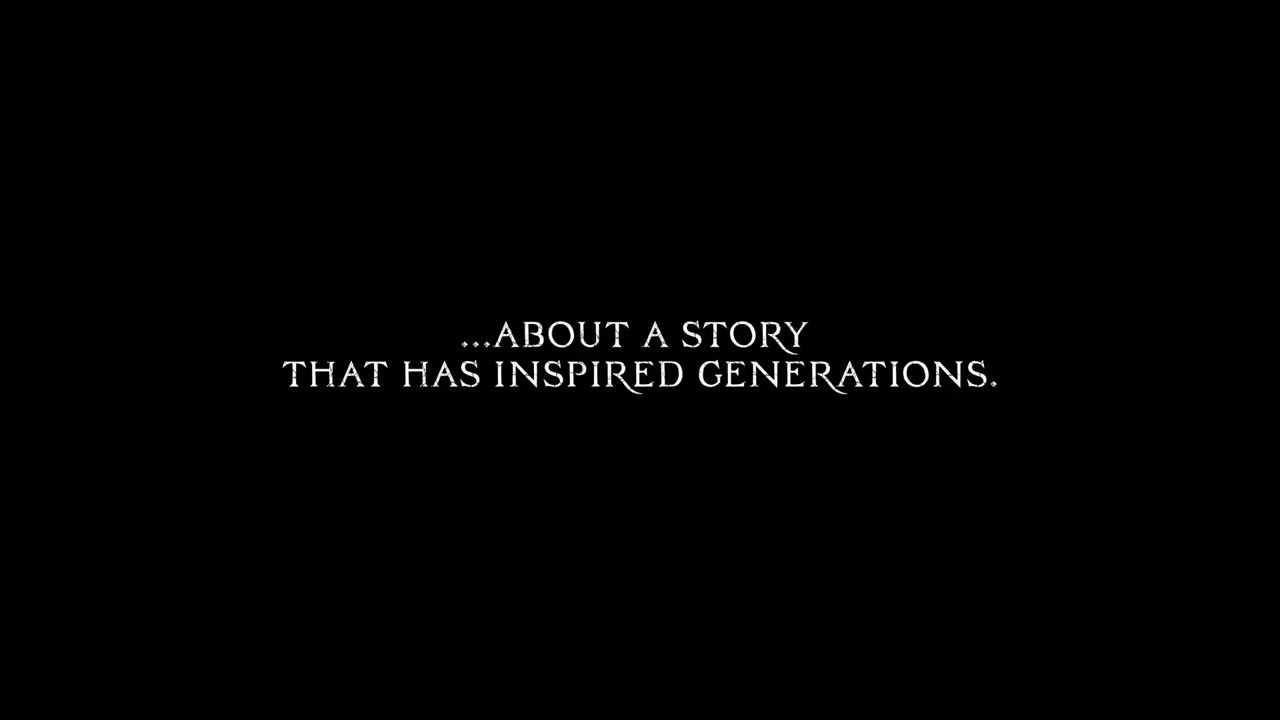 ...ABOUT A STORY
THAT HAS INSPIRED GENERATIONS.